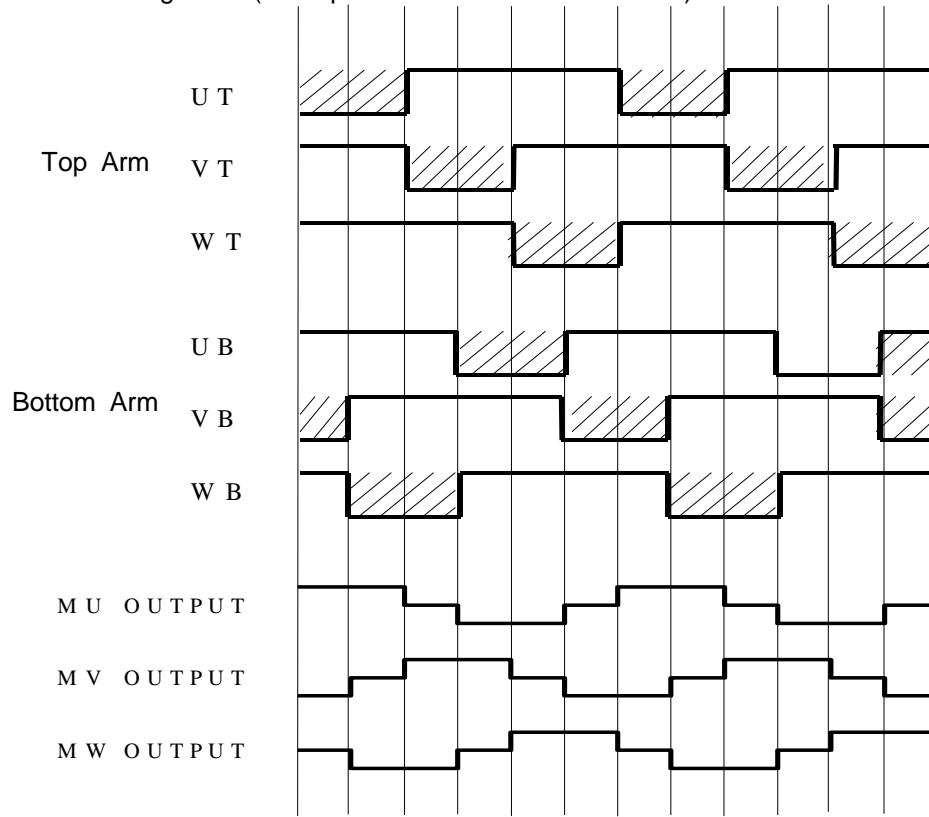 U T
Top Arm
V T
W T
U B
Bottom Arm
V B
W B
M U OUTPUT
M V OUTPUT
M W OUTPUT